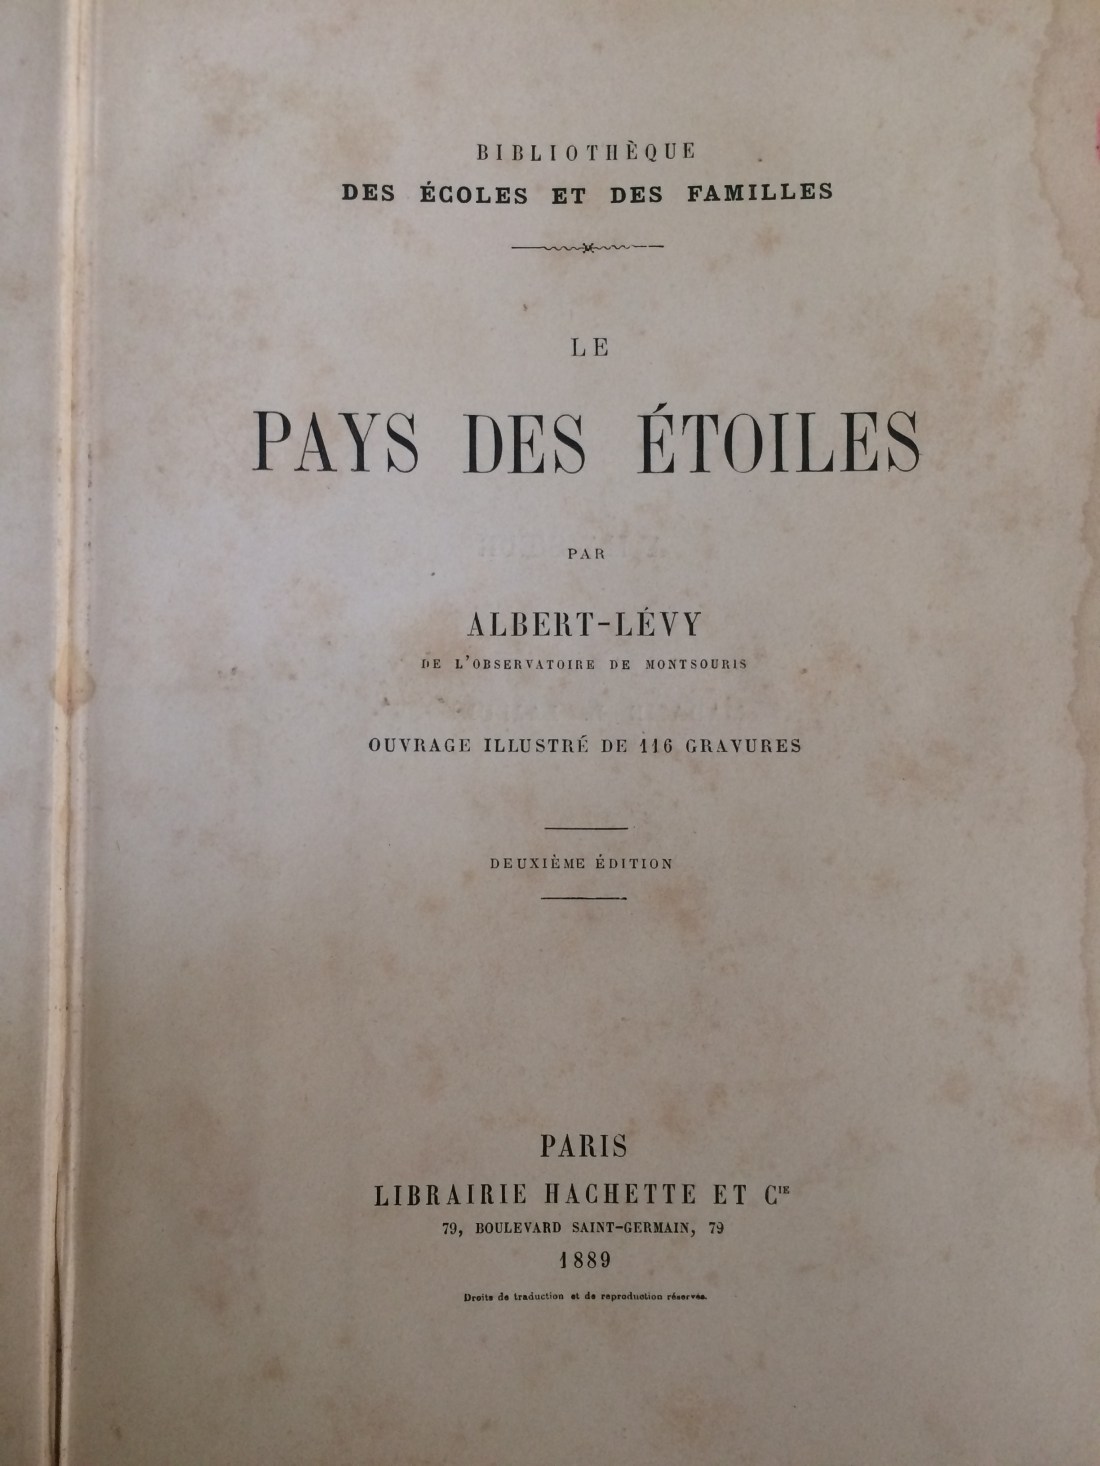 BIBLIOTHÈQUE
DES ÉCOLES ET DES FAMILLES
LE
PAYS DES ÉTOILES
PAR
ALBERT-LÉVY
DE L'OBSERVATOIRE DE MONTSOURIS
OUVRAGE ILLUSTRÉ DE 116 GRAVURES
DEUXIÈME ÉDITION
PARIS
LIBRAIRIE HACHETTE ET Cie
79, BOULEVARD SAINT-GERMAIN, 79
1889
Droits de traduction et de reproduction réservés.